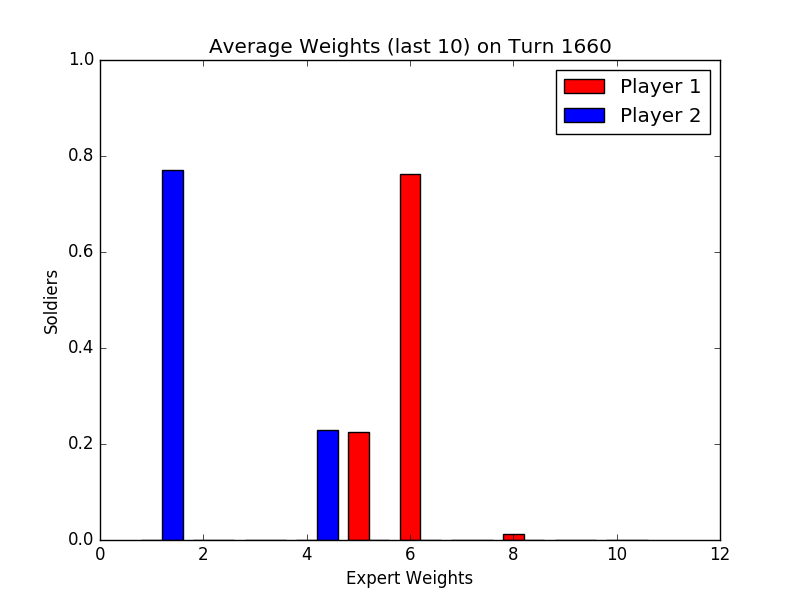 Average Weights (last 10) on Turn 1660
1.0
0.8
0.6
0.4
0.2
0.0
Soldiers
Player 1
Player 2
0 2 4 6 8 10 12
Expert Weights